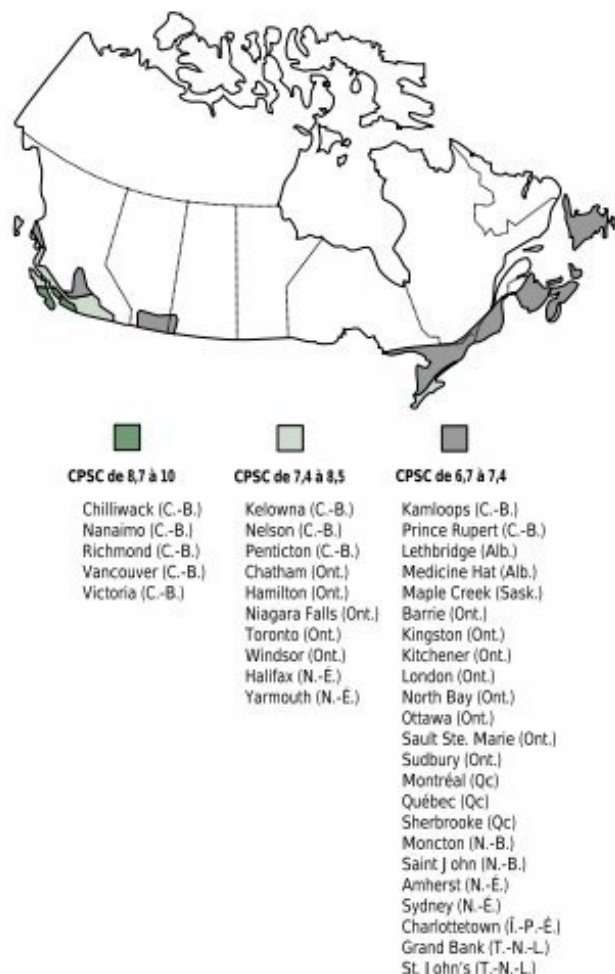 CPSC de 8,7 à 10
Chilliwack (C.-B.)
Nanaimo (C.-B.)
Richmond (C.-B.)
Vancouver (C.-B.)
Victoria (C.-B.)
CPSC de 7,4 à 8,5
Kelowna (C.-B.)
Nelson (C.-B.)
Penticton (C.-B.)
Chatham (Ont.)
Hamilton (Ont.)
Niagara Falls (Ont.)
Toronto (Ont.)
Windsor (Ont.)
Halifax (N.-É.)
Yarmouth (N.-É.)
CPSC de 6,7 à 7,4
Kamloops (C.-B.)
Prince Rupert (C.-B.)
Lethbridge (Alb.)
Medicine Hat (Alb.)
Maple Creek (Sask.)
Barrie (Ont.)
Kingston (Ont.)
Kitchener (Ont.)
London (Ont.)
North Bay (Ont.)
Ottawa (Ont.)
Sault Ste. Marie (Ont.)
Sudbury (Ont.)
Montréal (Qc)
Québec (Qc)
Sherbrooke (Qc)
Moncton (N.-B.)
Saint John (N.-B.)
Amherst (N.-É.)
Sydney (N.-É.)
Charlottetown (Î.-P.-É.)
Grand Bank (T.-N.-L.)
St. John's (T.-N.-L.)